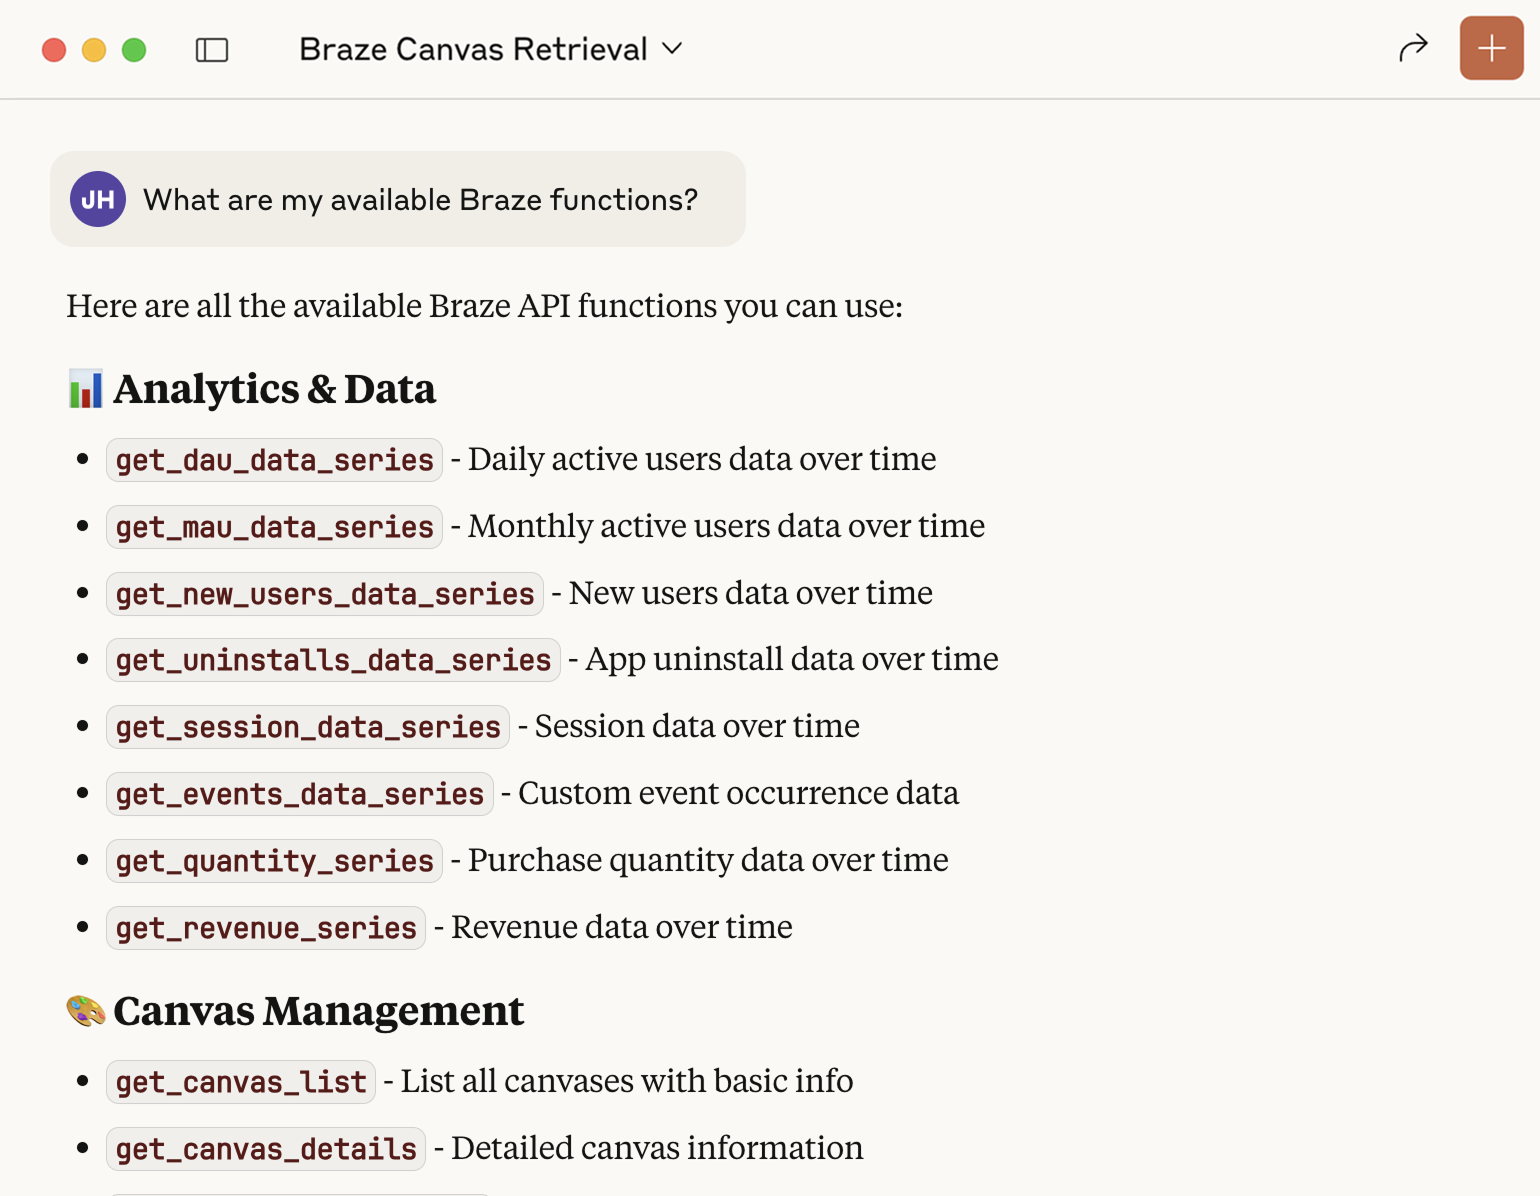 Braze Canvas Retrieval
JH What are my available Braze functions?
Here are all the available Braze API functions you can use:
📊 Analytics & Data
• get_dau_data_series - Daily active users data over time
• get_mau_data_series - Monthly active users data over time
• get_new_users_data_series - New users data over time
• get_uninstalls_data_series - App uninstall data over time
• get_session_data_series - Session data over time
• get_events_data_series - Custom event occurrence data
• get_quantity_series - Purchase quantity data over time
• get_revenue_series - Revenue data over time
🎨 Canvas Management
• get_canvas_list - List all canvases with basic info
• get_canvas_details - Detailed canvas information